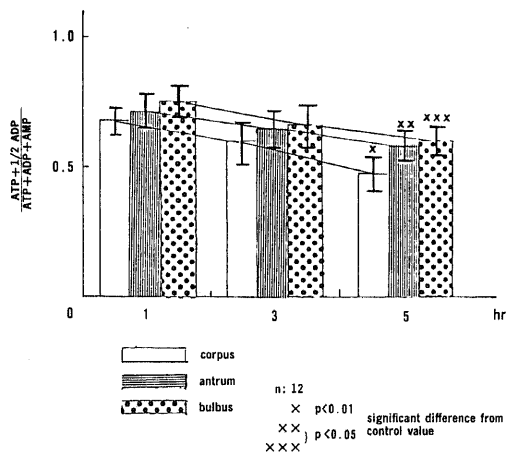 1.0
0.5
ATP+1/2 ADP
ATP+ADP+AMP
×
××
×××
0 1 3 5 hr
corpus
antrum
bulbus
n: 12
× p<0.01
××
××× } p<0.05
significant difference from
control value